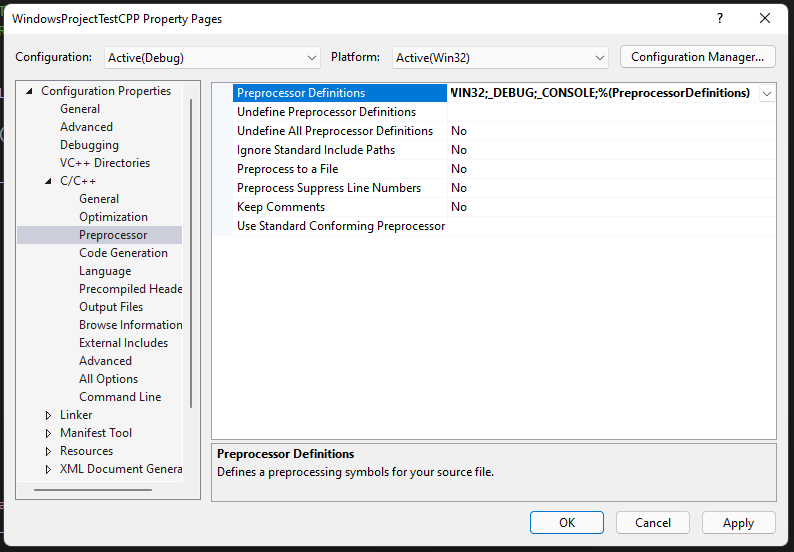 WindowsProjectTestCPP Property Pages
?
Configuration: Active(Debug) Platform: Active(Win32) Configuration Manager...
Configuration Properties
General
Advanced
Debugging
VC++ Directories
C/C++
General
Optimization
Preprocessor
Code Generation
Language
Precompiled Heade
Output Files
Browse Information
External Includes
Advanced
All Options
Command Line
Linker
Manifest Tool
Resources
XML Document Genera
Preprocessor Definitions WIN32;_DEBUG;_CONSOLE;%(PreprocessorDefinitions)
Undefine Preprocessor Definitions
Undefine All Preprocessor Definitions No
Ignore Standard Include Paths No
Preprocess to a File No
Preprocess Suppress Line Numbers No
Keep Comments No
Use Standard Conforming Preprocessor
Preprocessor Definitions
Defines a preprocessing symbols for your source file.
OK Cancel Apply